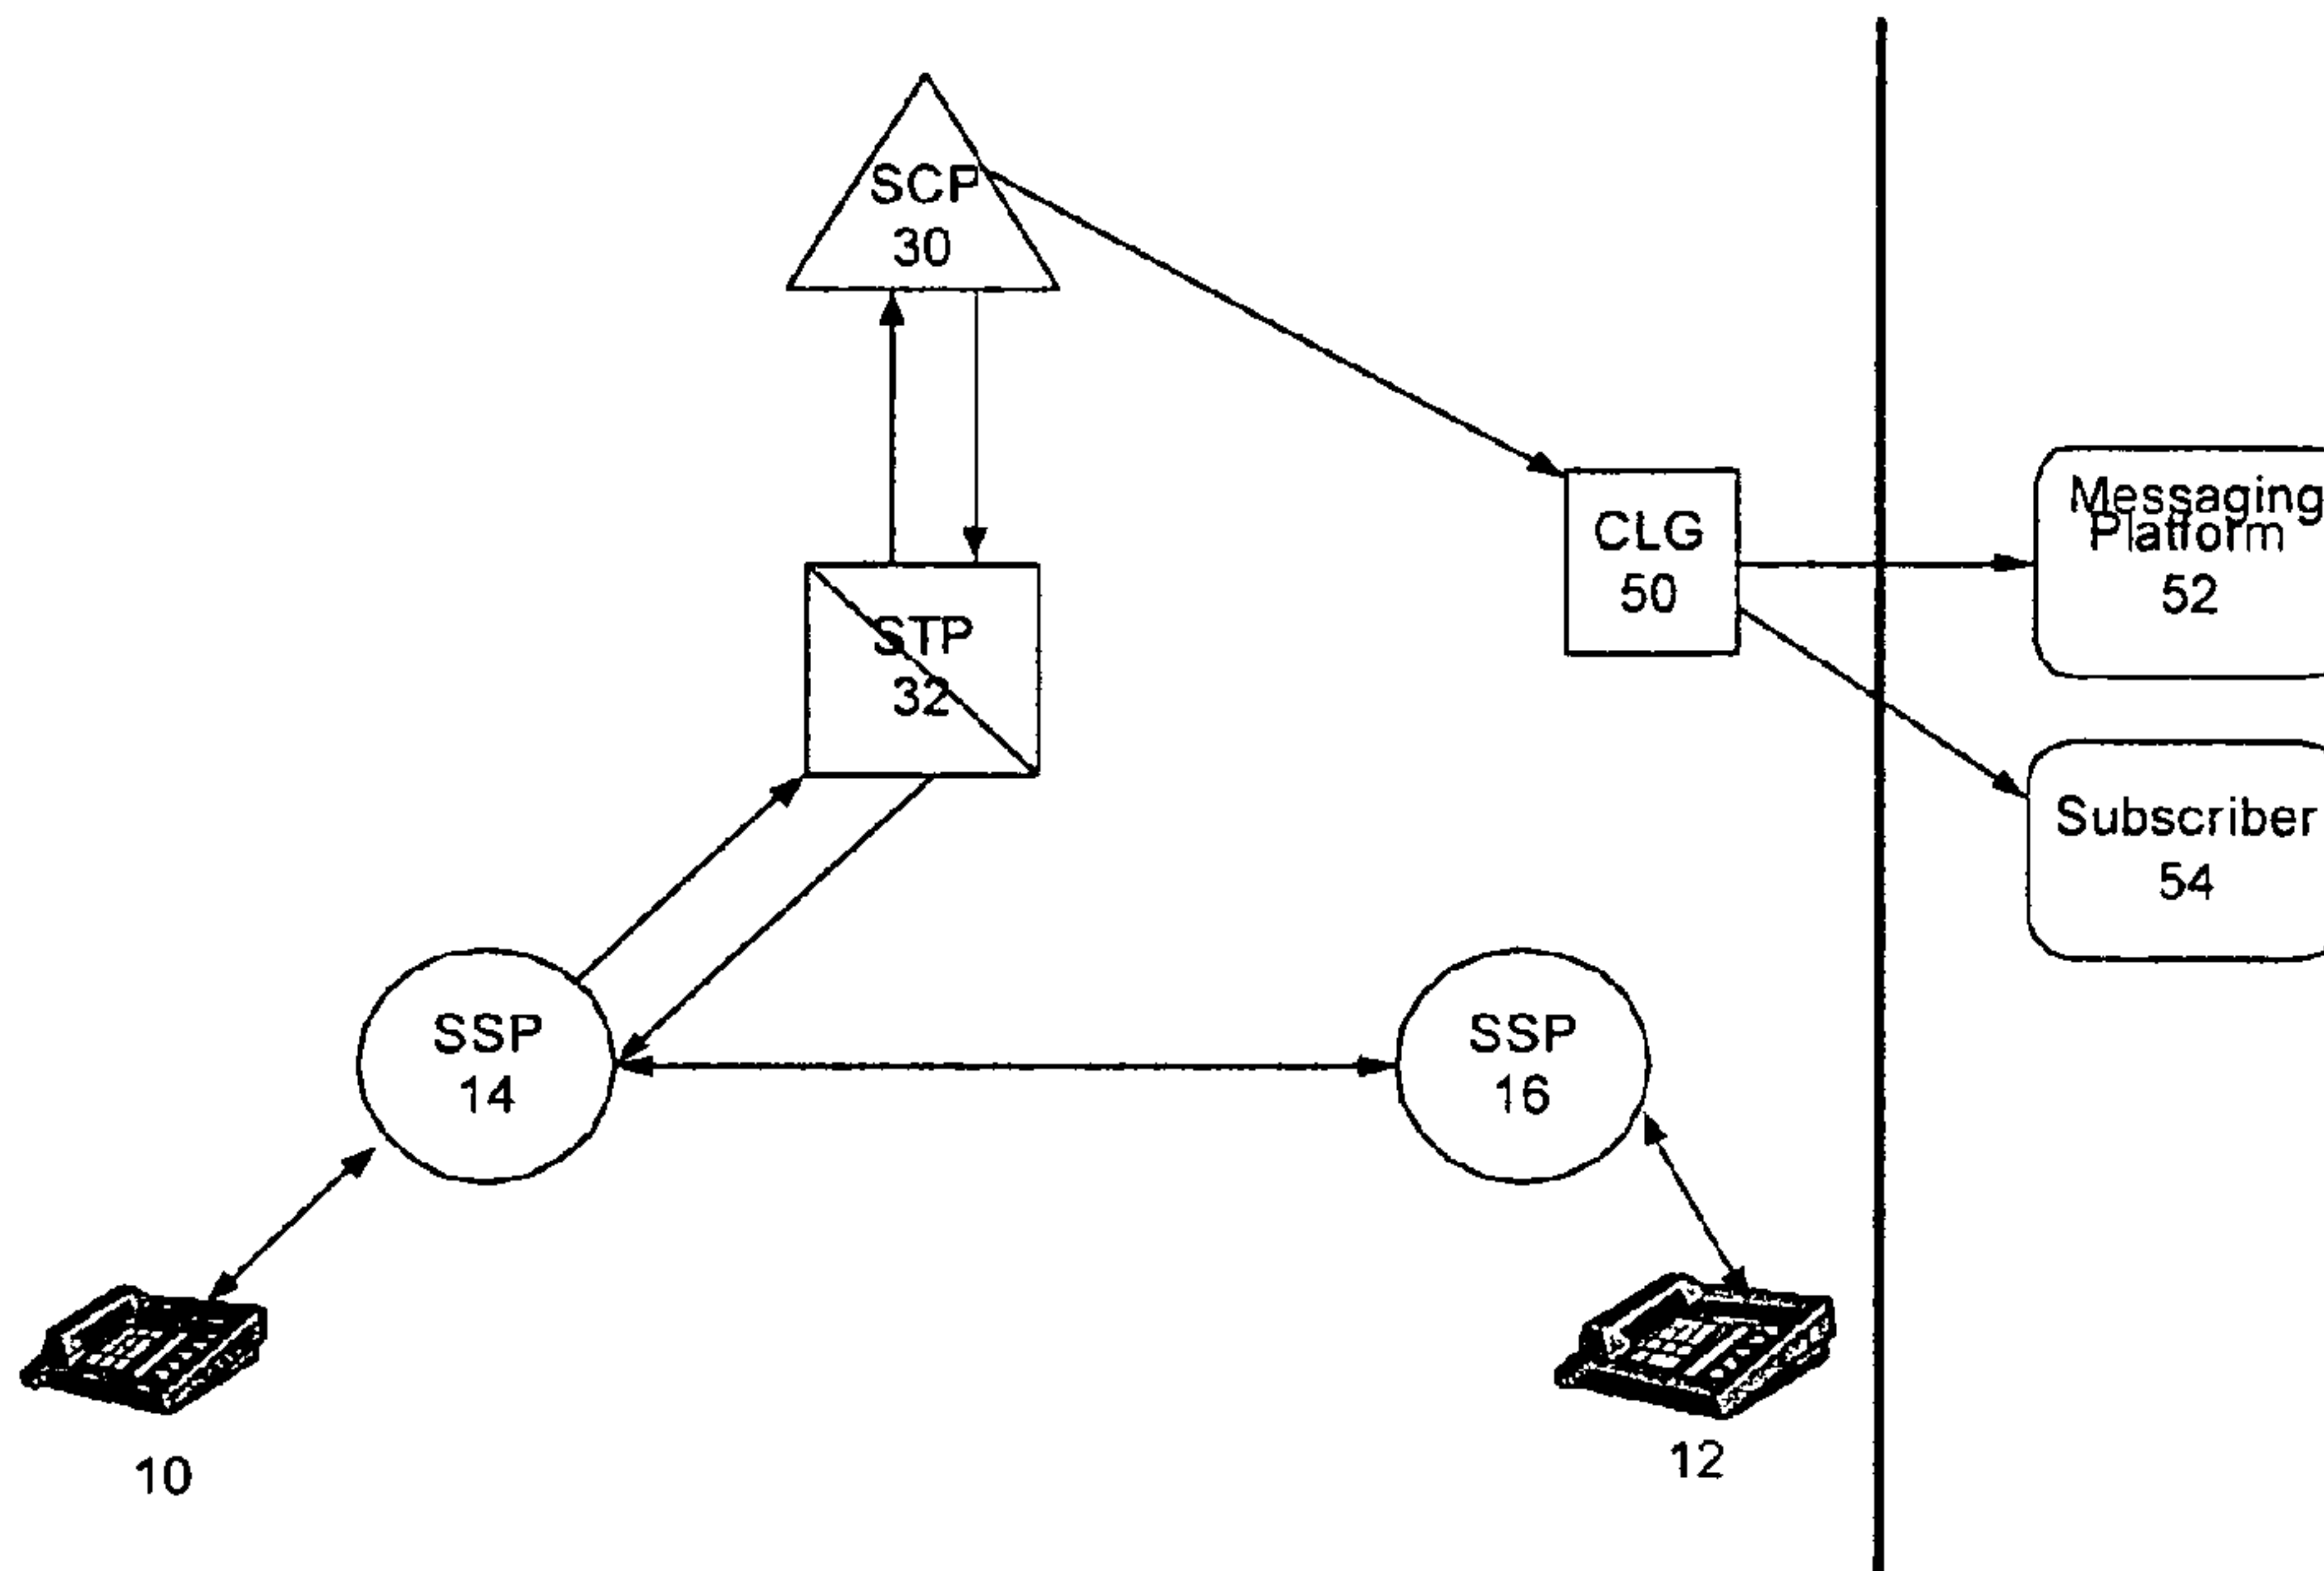 SCP
30
CLG
50
Messaging
Platform
52
STP
32
Subscriber
54
SSP
14
SSP
16
10
12